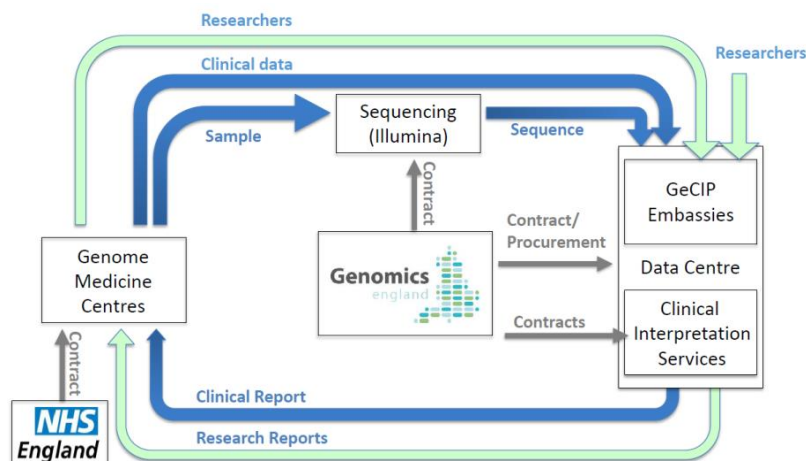 Researchers
Clinical data
Researchers
Sample
Sequencing
(Illumina)
Sequence
GeCIP
Embassies
Contract
Contract/
Procurement
Genome
Medicine
Centres
Genomics
england
Data Centre
Contracts
Clinical
Interpretation
Services
Contract
Clinical Report
NHS
England
Research Reports